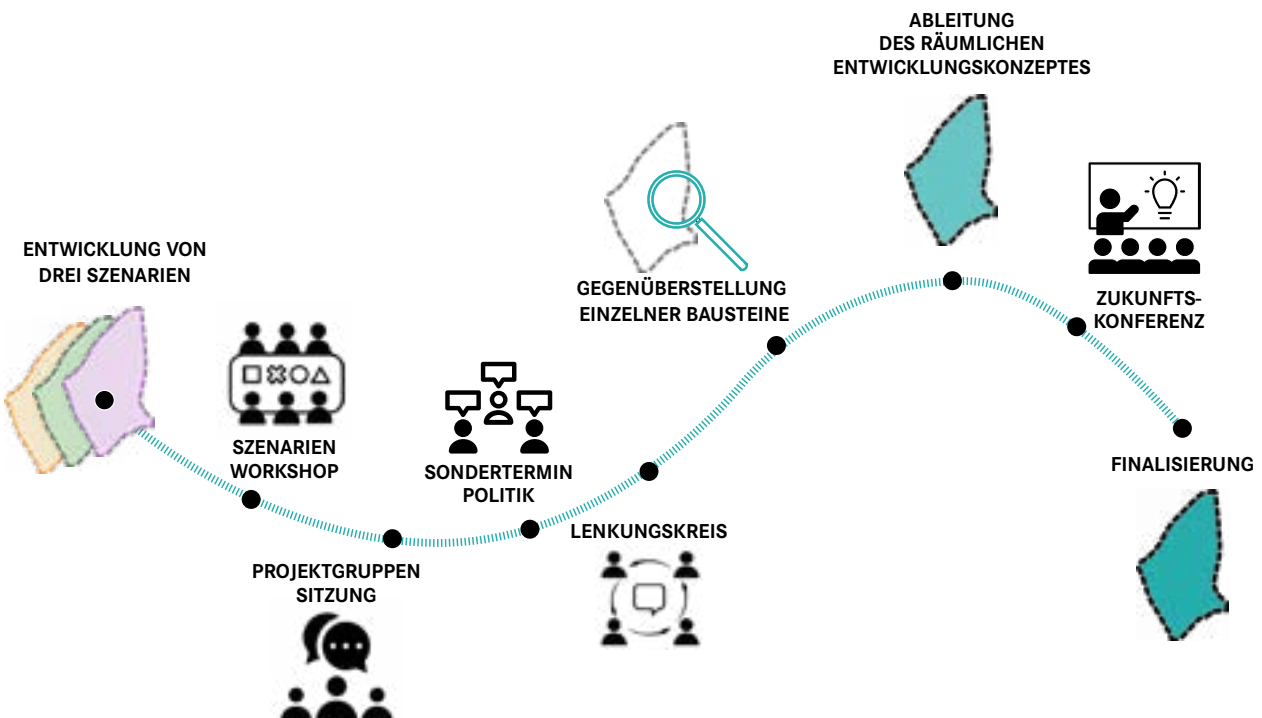 ENTWICKLUNG VON
DREI SZENARIEN
SZENARIEN
WORKSHOP
PROJEKTGRUPPEN
SITZUNG
SONDERTERMIN
POLITIK
LENKUNGSKREIS
GEGENÜBERSTELLUNG
EINZELNER BAUSTEINE
ABLEITUNG
DES RÄUMLICHEN
ENTWICKLUNGSKONZEPTES
ZUKUNFTS-
KONFERENZ
FINALISIERUNG